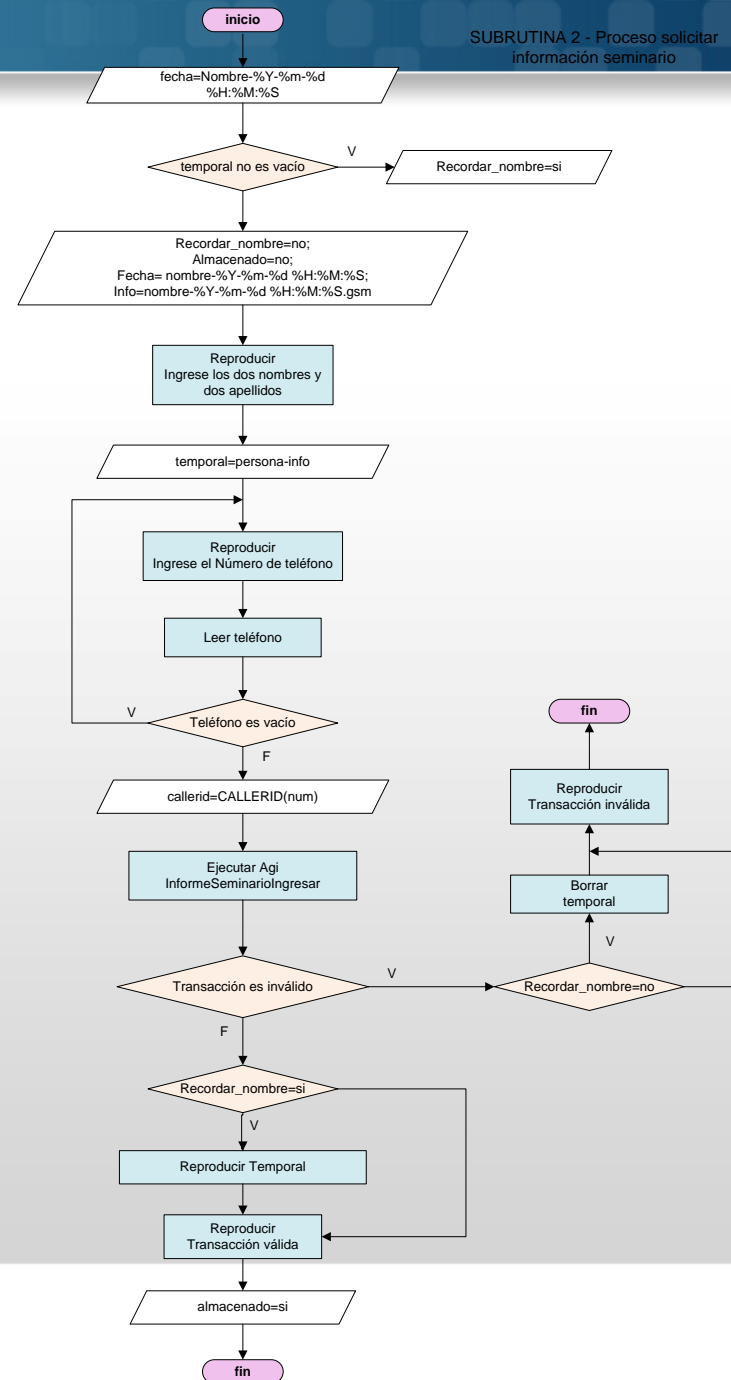 inicio
SUBRUTINA 2 - Proceso solicitar
información seminario
fecha=Nombre-%Y-%m-%d
%H:%M:%S
temporal no es vacío
V
Recordar_nombre=si
Recordar_nombre=no;
Almacenado=no;
Fecha= nombre-%Y-%m-%d %H:%M:%S;
Info=nombre-%Y-%m-%d %H:%M:%S.gsm
Reproducir
Ingrese los dos nombres y
dos apellidos
temporal=persona-info
Reproducir
Ingrese el Número de teléfono
Leer teléfono
Teléfono es vacío
V
F
callerid=CALLERID(num)
Ejecutar Agi
InformeSeminarioIngresar
Transacción es inválido
V
F
Recordar_nombre=no
V
Borrar
temporal
Reproducir
Transacción inválida
fin
Recordar_nombre=si
V
Reproducir Temporal
Reproducir
Transacción válida
almacenado=si
fin